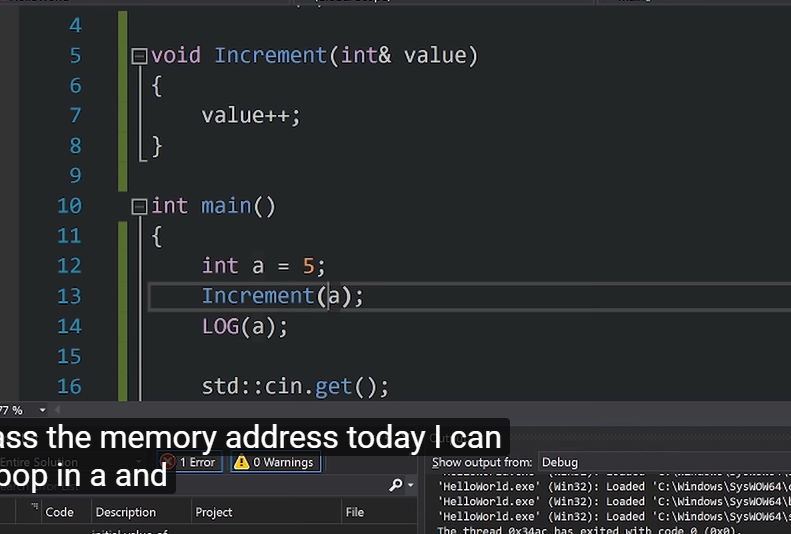 4
5 void Increment(int& value)
6 {
7 value++;
8 }
9
10 int main()
11 {
12 int a = 5;
13 Increment(a);
14 LOG(a);
15
16 std::cin.get();
77 %
ass the memory address today I can
pop in a and
Entire Solution
1 Error
0 Warnings
Show output from: Debug
'HelloWorld.exe' (Win32): Loaded 'C:\Windows\SysWOW64\
'HelloWorld.exe' (Win32): Loaded 'C:\Windows\SysWOW64\
'HelloWorld.exe' (Win32): Loaded 'C:\Windows\SysWOW64\
The thread 0x34ac has exited with code 0 (0x0).
Code Description Project File
initial value of